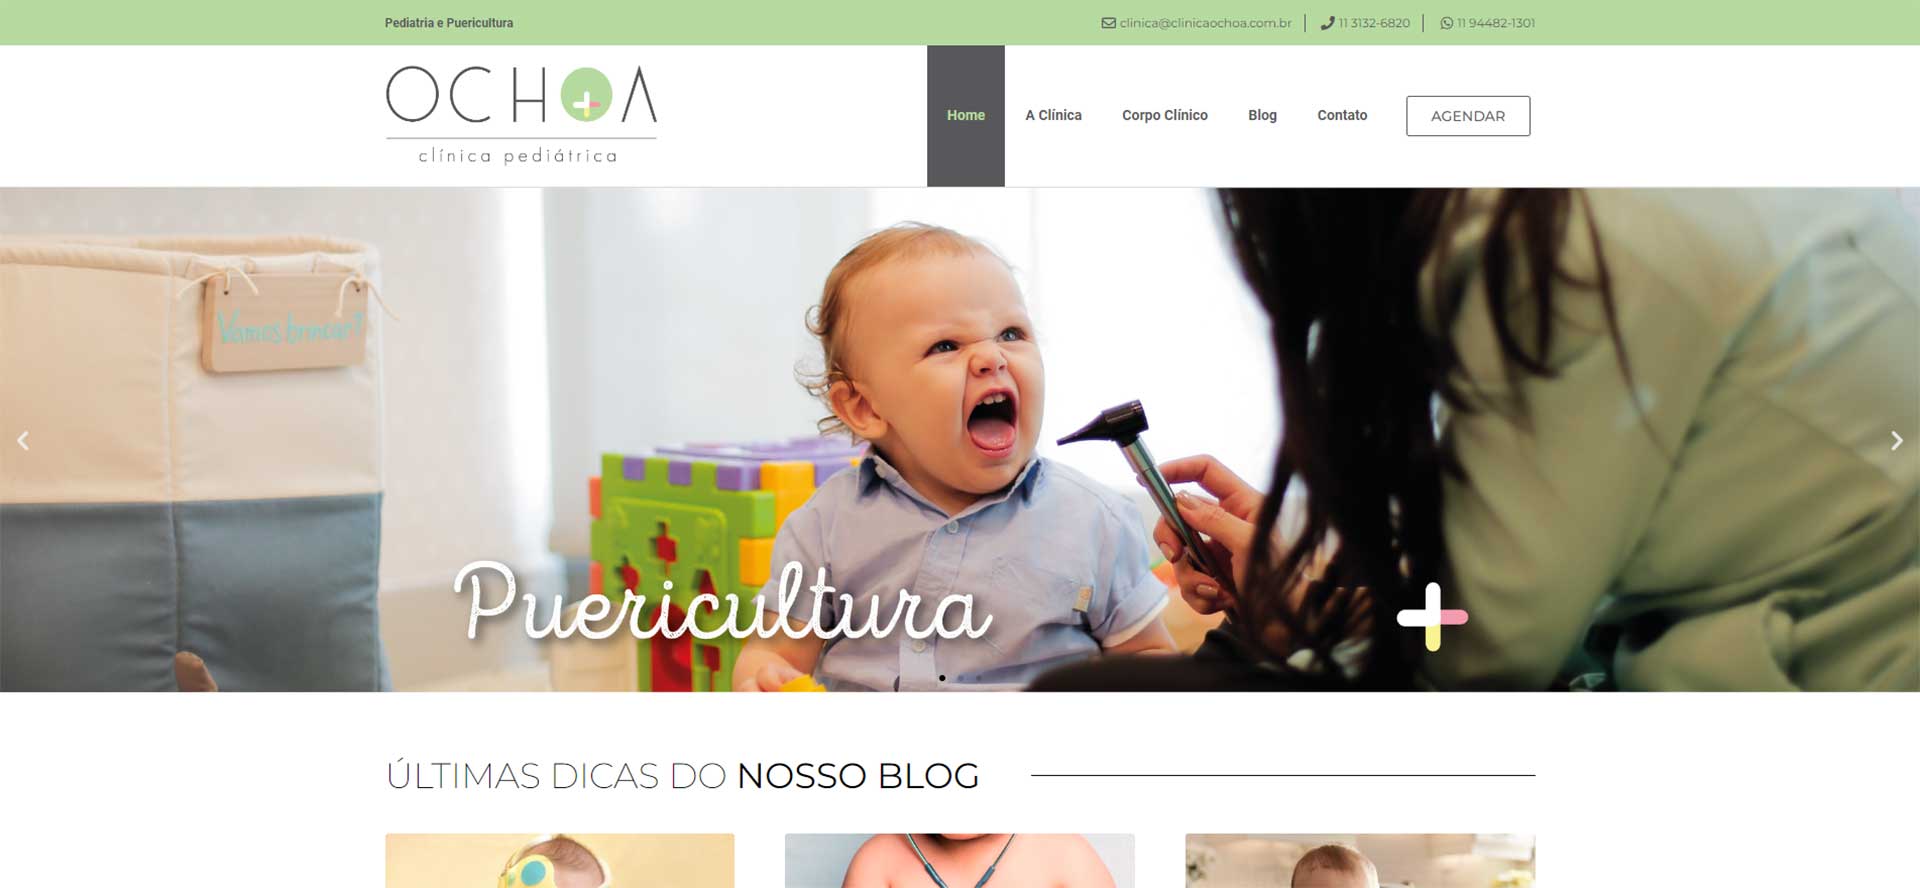 Pediatria e Puericultura
clinica@clinicaochoa.com.br
11 3132-6820
11 94482-1301
OCHOA
clínica pediátrica
Home
A Clínica
Corpo Clínico
Blog
Contato
AGENDAR
Vamos brincar?
Puericultura
ÚLTIMAS DICAS DO NOSSO BLOG